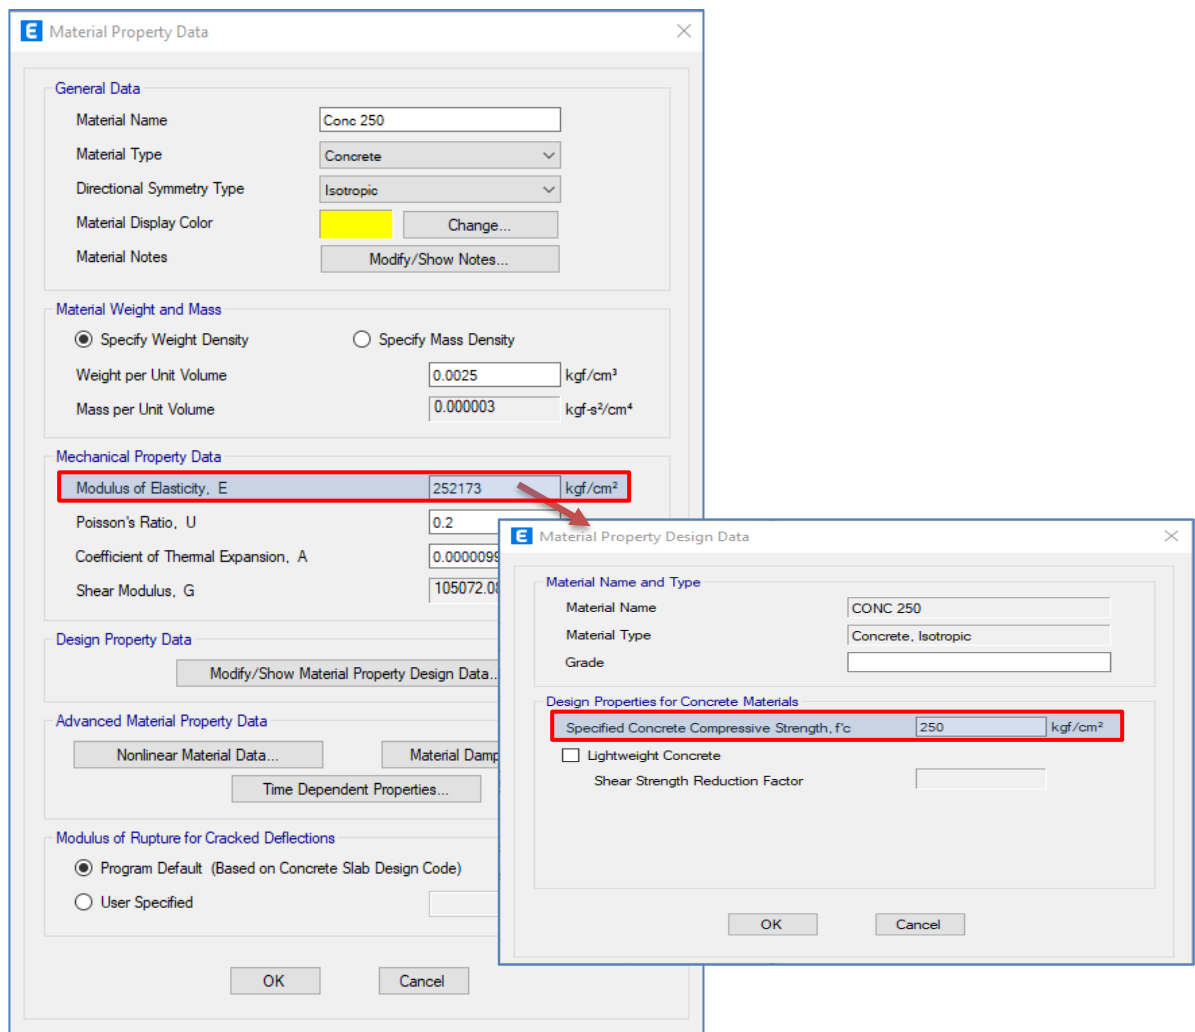 E Material Property Data
General Data
Material Name Conc 250
Material Type Concrete
Directional Symmetry Type Isotropic
Material Display Color Change...
Material Notes Modify/Show Notes...
Material Weight and Mass
Specify Weight Density Specify Mass Density
Weight per Unit Volume 0.0025 kgf/cm³
Mass per Unit Volume 0.000003 kgf-s²/cm⁴
Mechanical Property Data
Modulus of Elasticity, E 252173 kgf/cm²
Poisson's Ratio, U 0.2
Coefficient of Thermal Expansion, A 0.0000099
Shear Modulus, G 105072.08
Design Property Data
Modify/Show Material Property Design Data..
Advanced Material Property Data
Nonlinear Material Data... Material Damp
Time Dependent Properties...
Modulus of Rupture for Cracked Deflections
Program Default (Based on Concrete Slab Design Code)
User Specified
OK Cancel
E Material Property Design Data
Material Name and Type
Material Name CONC 250
Material Type Concrete, Isotropic
Grade
Design Properties for Concrete Materials
Specified Concrete Compressive Strength, f'c 250 kgf/cm²
Lightweight Concrete
Shear Strength Reduction Factor
OK Cancel